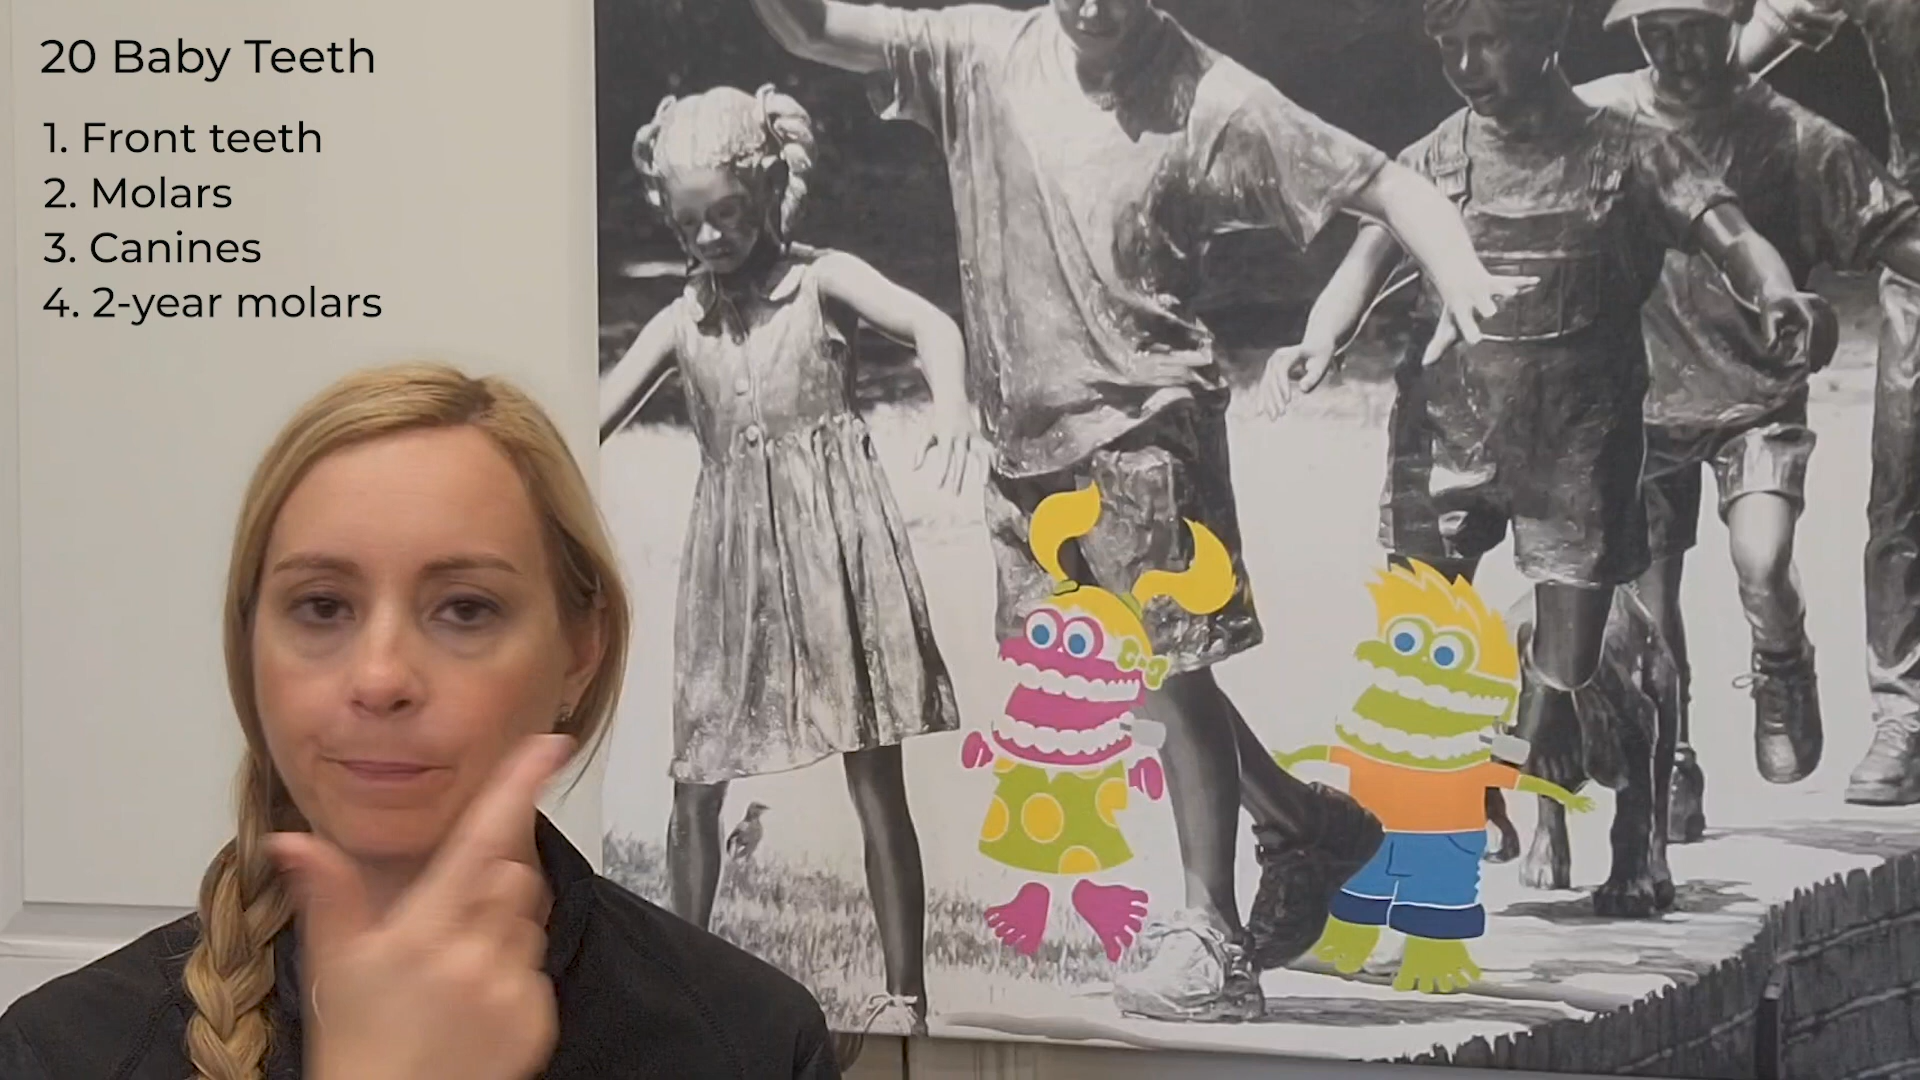 20 Baby Teeth
1. Front teeth
2. Molars
3. Canines
4. 2-year molars